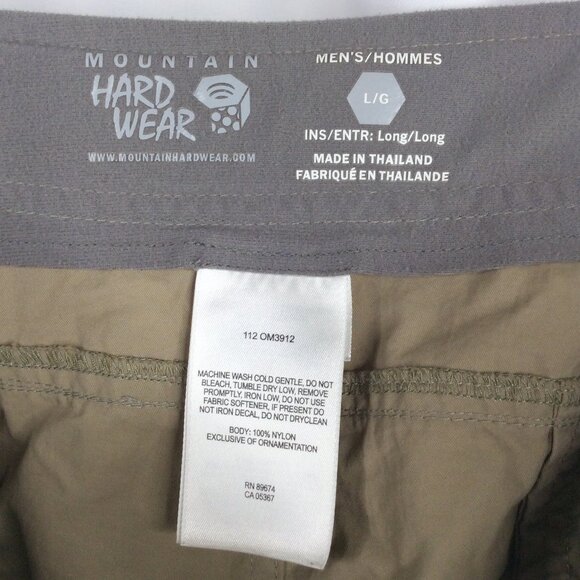 MOUNTAIN
HARD
WEAR
WWW.MOUNTAINHARDWEAR.COM
MEN'S/HOMMES
L/G
INS/ENTR: Long/Long
MADE IN THAILAND
FABRIQUÉ EN THAILANDE
112 OM3912
MACHINE WASH COLD GENTLE, DO NOT
BLEACH, TUMBLE DRY LOW, REMOVE
PROMPTLY. IRON LOW, DO NOT USE
FABRIC SOFTENER, IF PRESENT DO
NOT IRON DECAL, DO NOT DRYCLEAN
BODY: 100% NYLON
EXCLUSIVE OF ORNAMENTATION
RN 89674
CA 05367